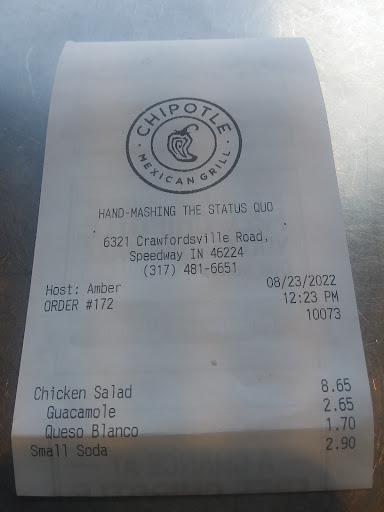 CHIPOTLE
MEXICAN GRILL
HAND-MASHING THE STATUS QUO
6321 Crawfordsville Road,
Speedway IN 46224
(317) 481-6651
Host: Amber 08/23/2022
ORDER #172 12:23 PM
10073
Chicken Salad 8.65
Guacamole 2.65
Queso Blanco 1.70
Small Soda 2.90